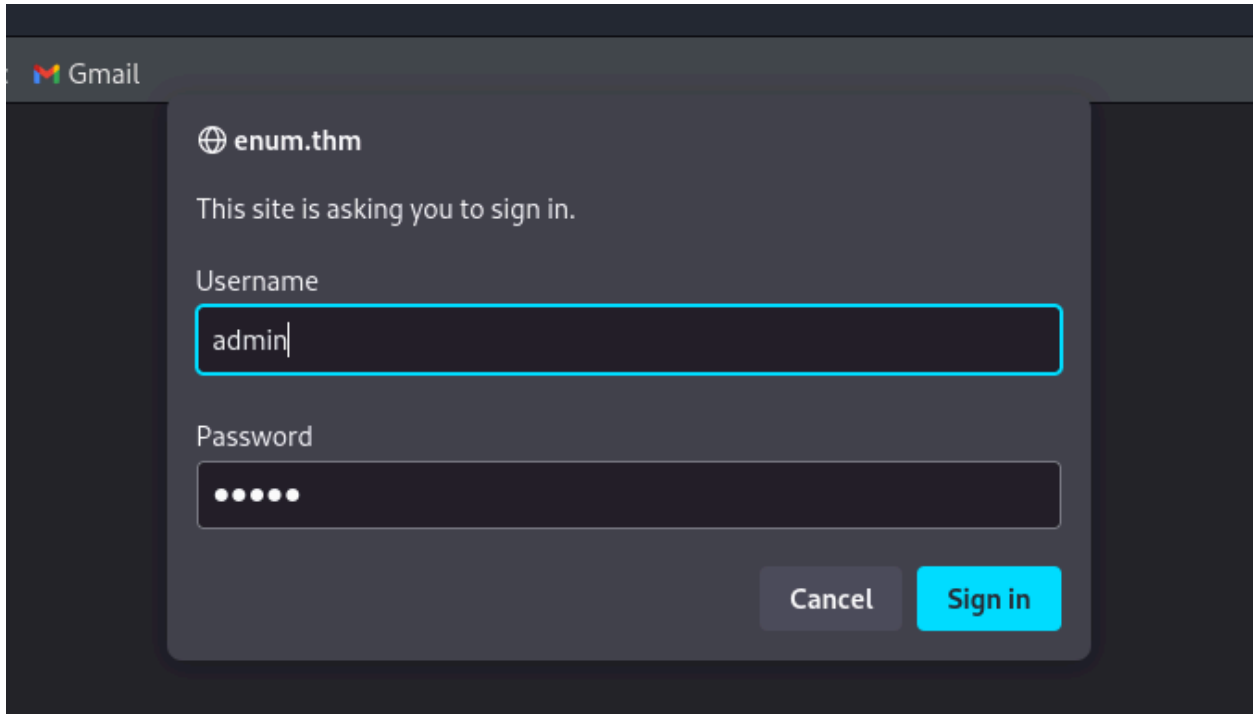 Gmail
enum.thm
This site is asking you to sign in.
Username
admin
Password
•••••
Cancel Sign in